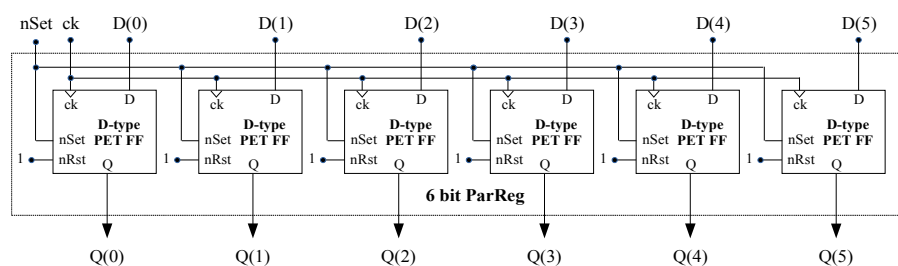 nSet ck D(0) D(1) D(2) D(3) D(4) D(5)
ck D ck D ck D ck D ck D ck D
D-type D-type D-type D-type D-type D-type
nSet PET FF nSet PET FF nSet PET FF nSet PET FF nSet PET FF nSet PET FF
1 nRst 1 nRst 1 nRst 1 nRst 1 nRst 1 nRst
Q Q Q Q Q Q
6 bit ParReg
Q(0) Q(1) Q(2) Q(3) Q(4) Q(5)